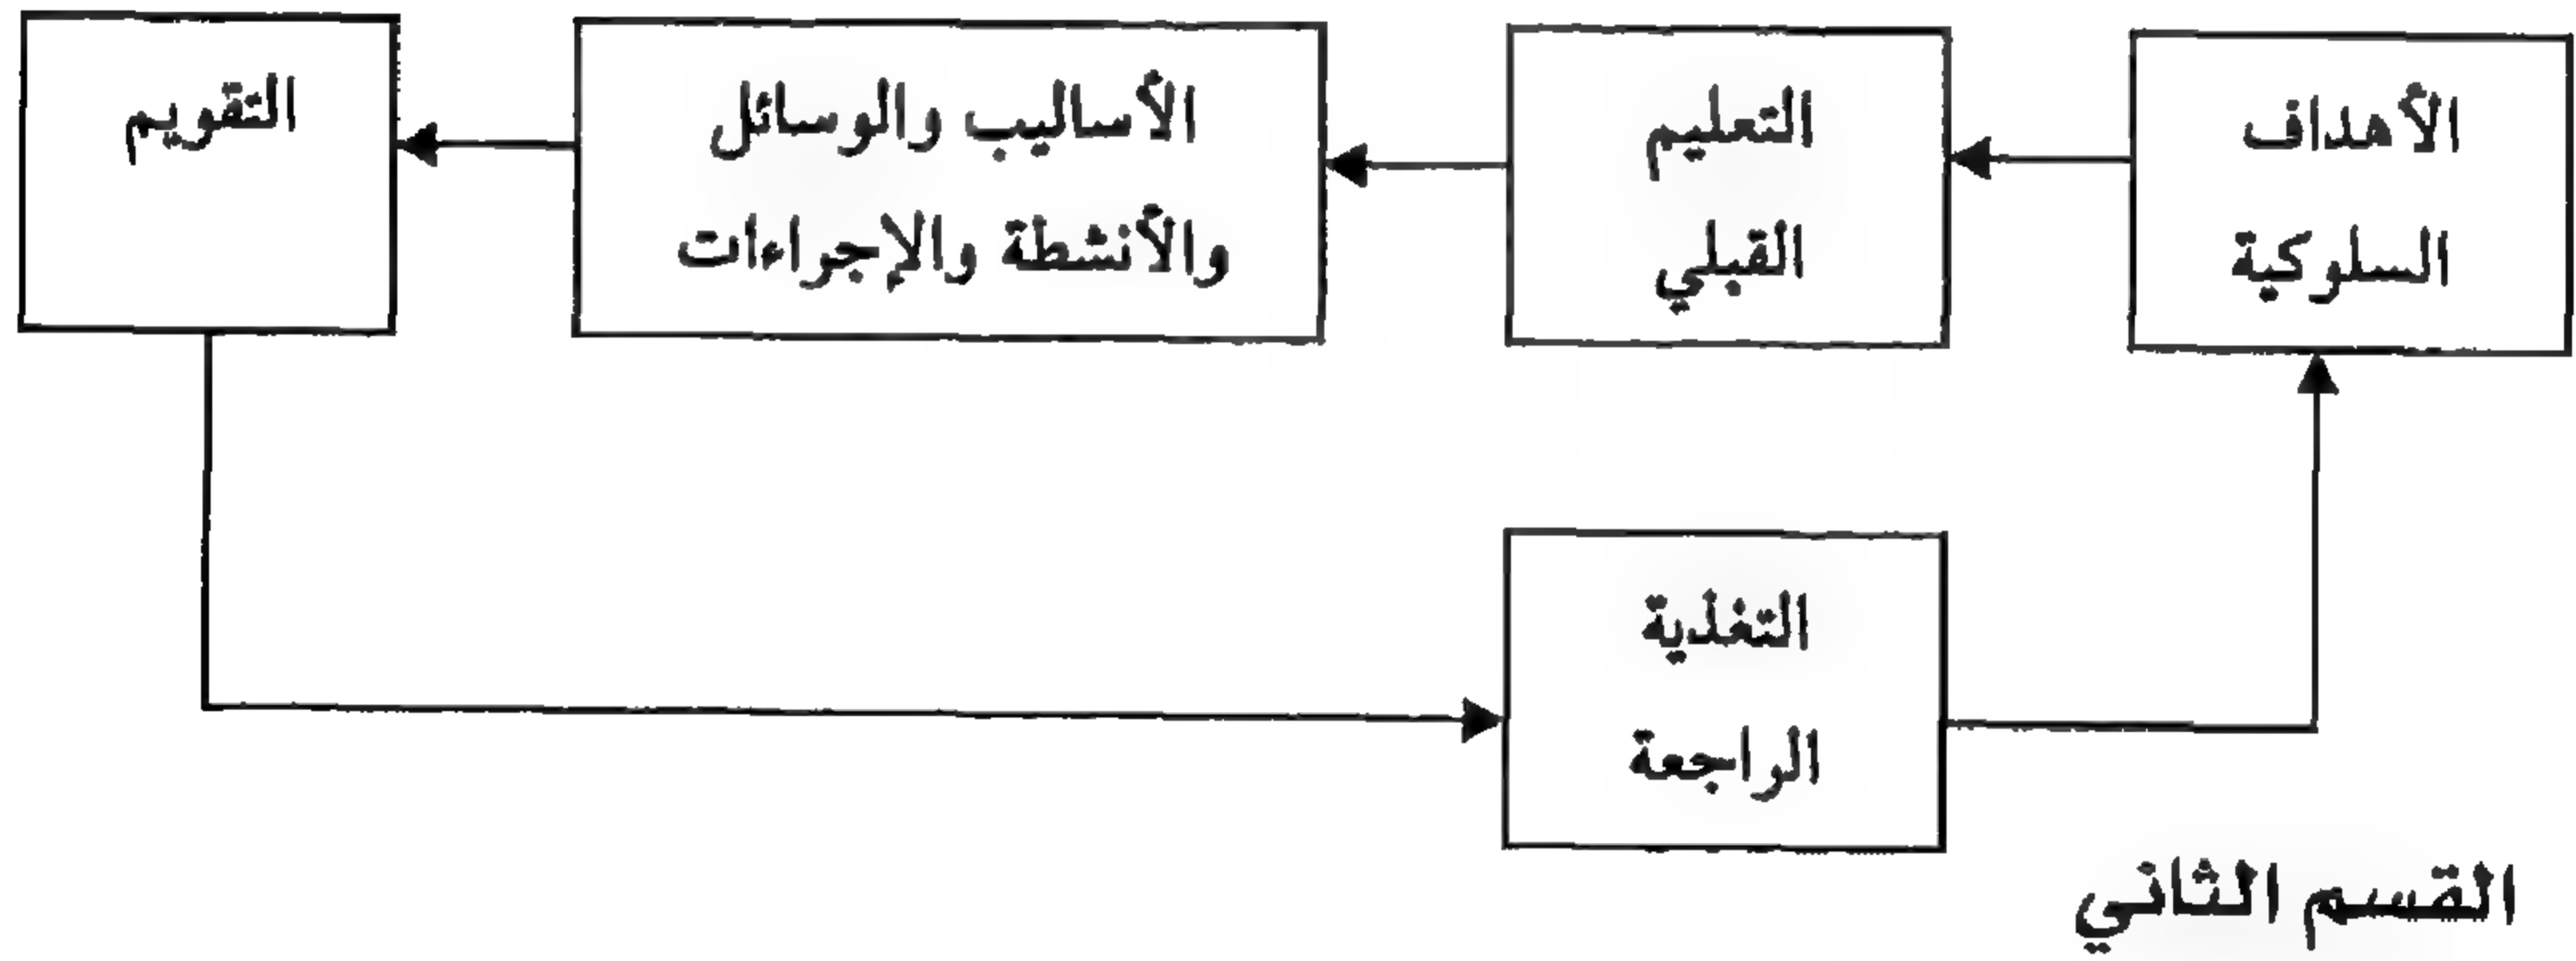 الأهداف
السلوكية
التعليم
القبلي
الأساليب والوسائل
والأنشطة والإجراءات
التقويم
التغذية
الراجعة
القسم الثاني